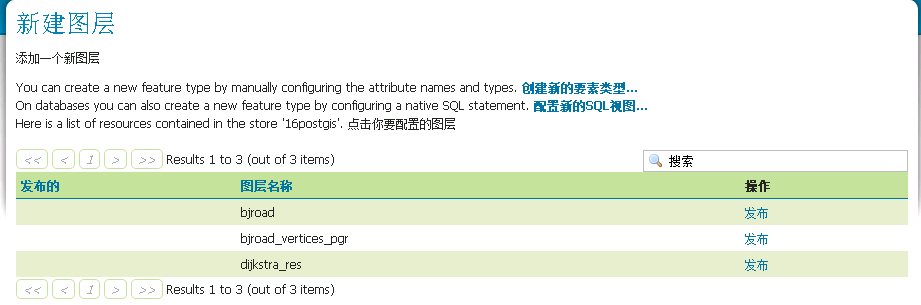 新建图层
添加一个新图层
You can create a new feature type by manually configuring the attribute names and types. 创建新的要素类型...
On databases you can also create a new feature type by configuring a native SQL statement. 配置新的SQL视图...
Here is a list of resources contained in the store '16postgis'. 点击你要配置的图层
<< < 1 > >> Results 1 to 3 (out of 3 items) 搜索
发布的 图层名称 操作
bjroad 发布
bjroad_vertices_pgr 发布
dijkstra_res 发布
<< < 1 > >> Results 1 to 3 (out of 3 items)